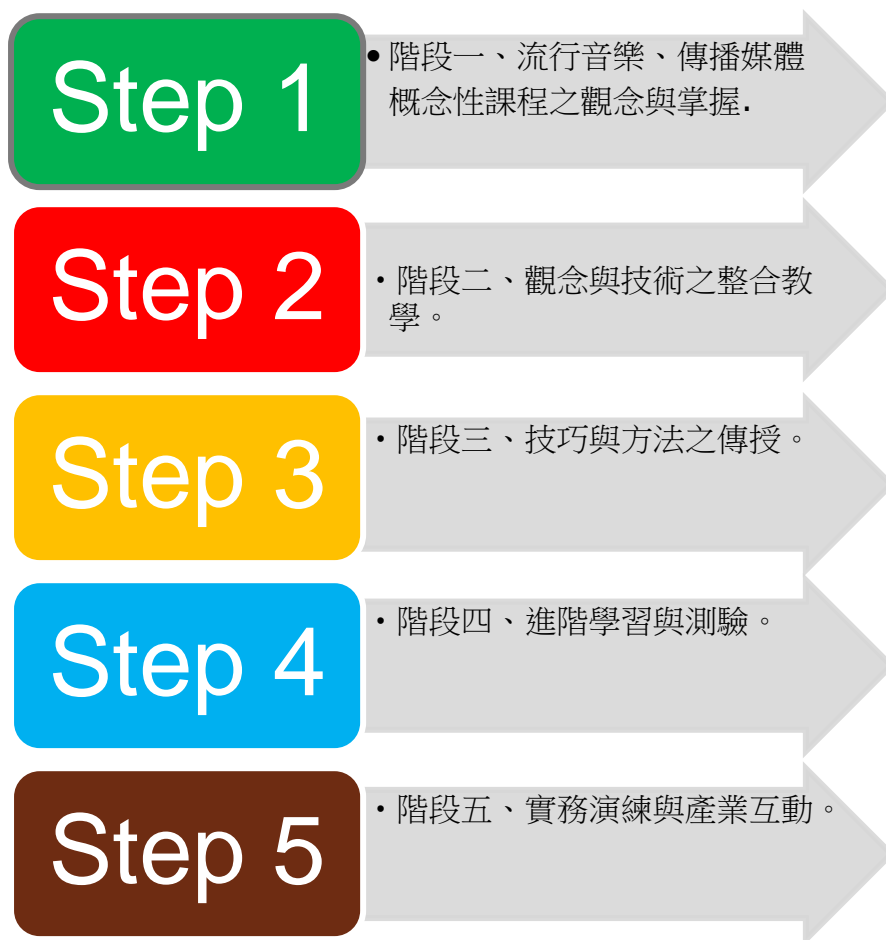 Step 1
•階段一、流行音樂、傳播媒體
概念性課程之觀念與掌握.
Step 2
•階段二、觀念與技術之整合教
學。
Step 3
•階段三、技巧與方法之傳授。
Step 4
•階段四、進階學習與測驗。
Step 5
•階段五、實務演練與產業互動。